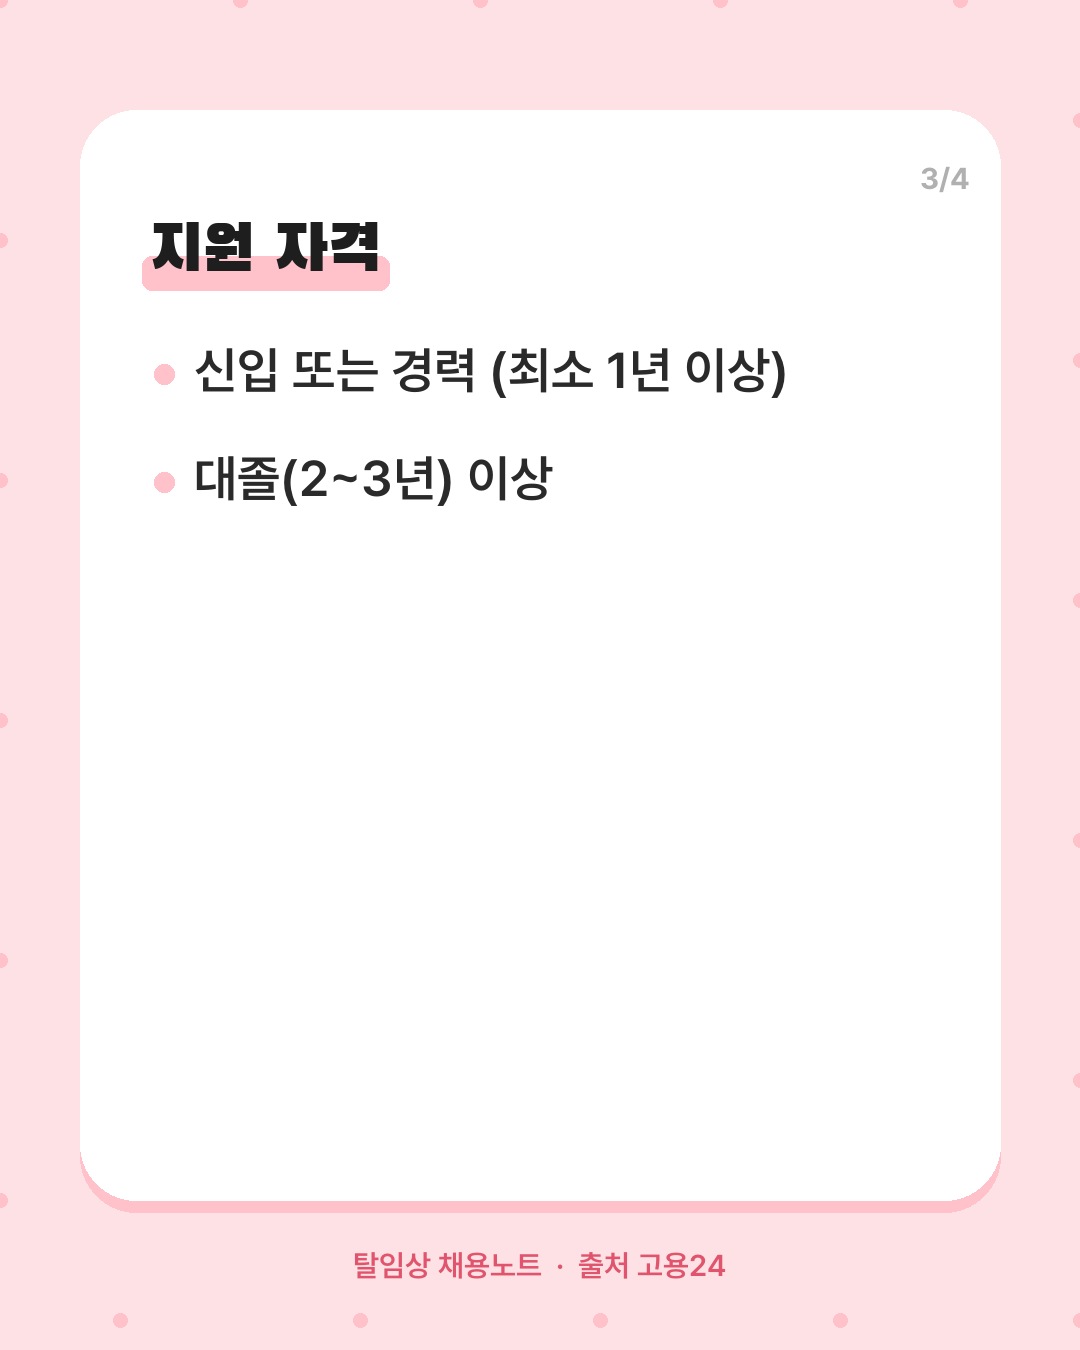 3/4
지원 자격
신입 또는 경력 (최소 1년 이상)
대졸(2~3년) 이상
탈임상 채용노트 · 출처 고용24